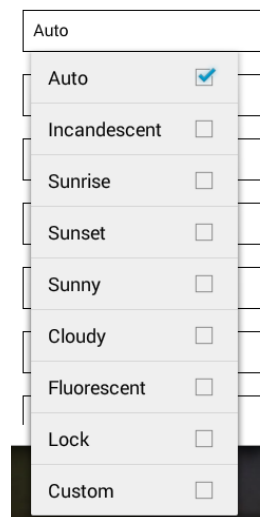 Auto
Auto
Incandescent
Sunrise
Sunset
Sunny
Cloudy
Fluorescent
Lock
Custom